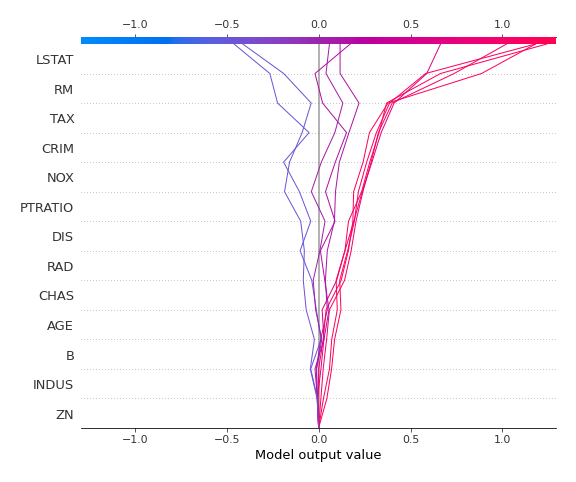 −1.0 −0.5 0.0 0.5 1.0
LSTAT
RM
TAX
CRIM
NOX
PTRATIO
DIS
RAD
CHAS
AGE
B
INDUS
ZN
−1.0 −0.5 0.0 0.5 1.0
Model output value